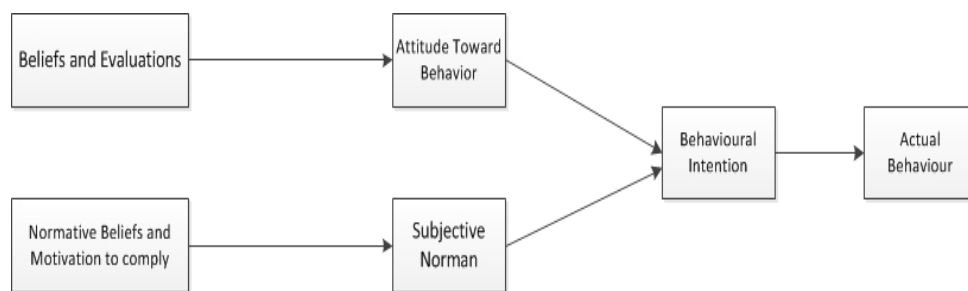 Beliefs and Evaluations
Attitude Toward
Behavior
Behavioural
Intention
Actual
Behaviour
Normative Beliefs and
Motivation to comply
Subjective
Norman